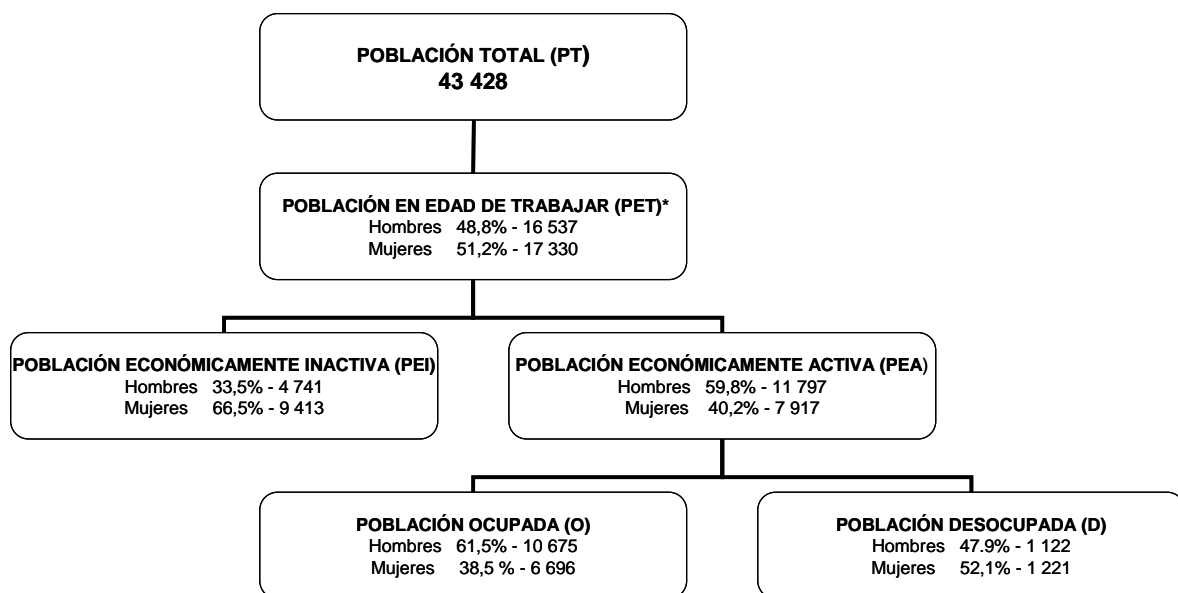 POBLACIÓN TOTAL (PT)
43 428
POBLACIÓN EN EDAD DE TRABAJAR (PET)*
Hombres 48,8% - 16 537
Mujeres 51,2% - 17 330
POBLACIÓN ECONÓMICAMENTE INACTIVA (PEI)
Hombres 33,5% - 4 741
Mujeres 66,5% - 9 413
POBLACIÓN ECONÓMICAMENTE ACTIVA (PEA)
Hombres 59,8% - 11 797
Mujeres 40,2% - 7 917
POBLACIÓN OCUPADA (O)
Hombres 61,5% - 10 675
Mujeres 38,5 % - 6 696
POBLACIÓN DESOCUPADA (D)
Hombres 47.9% - 1 122
Mujeres 52,1% - 1 221